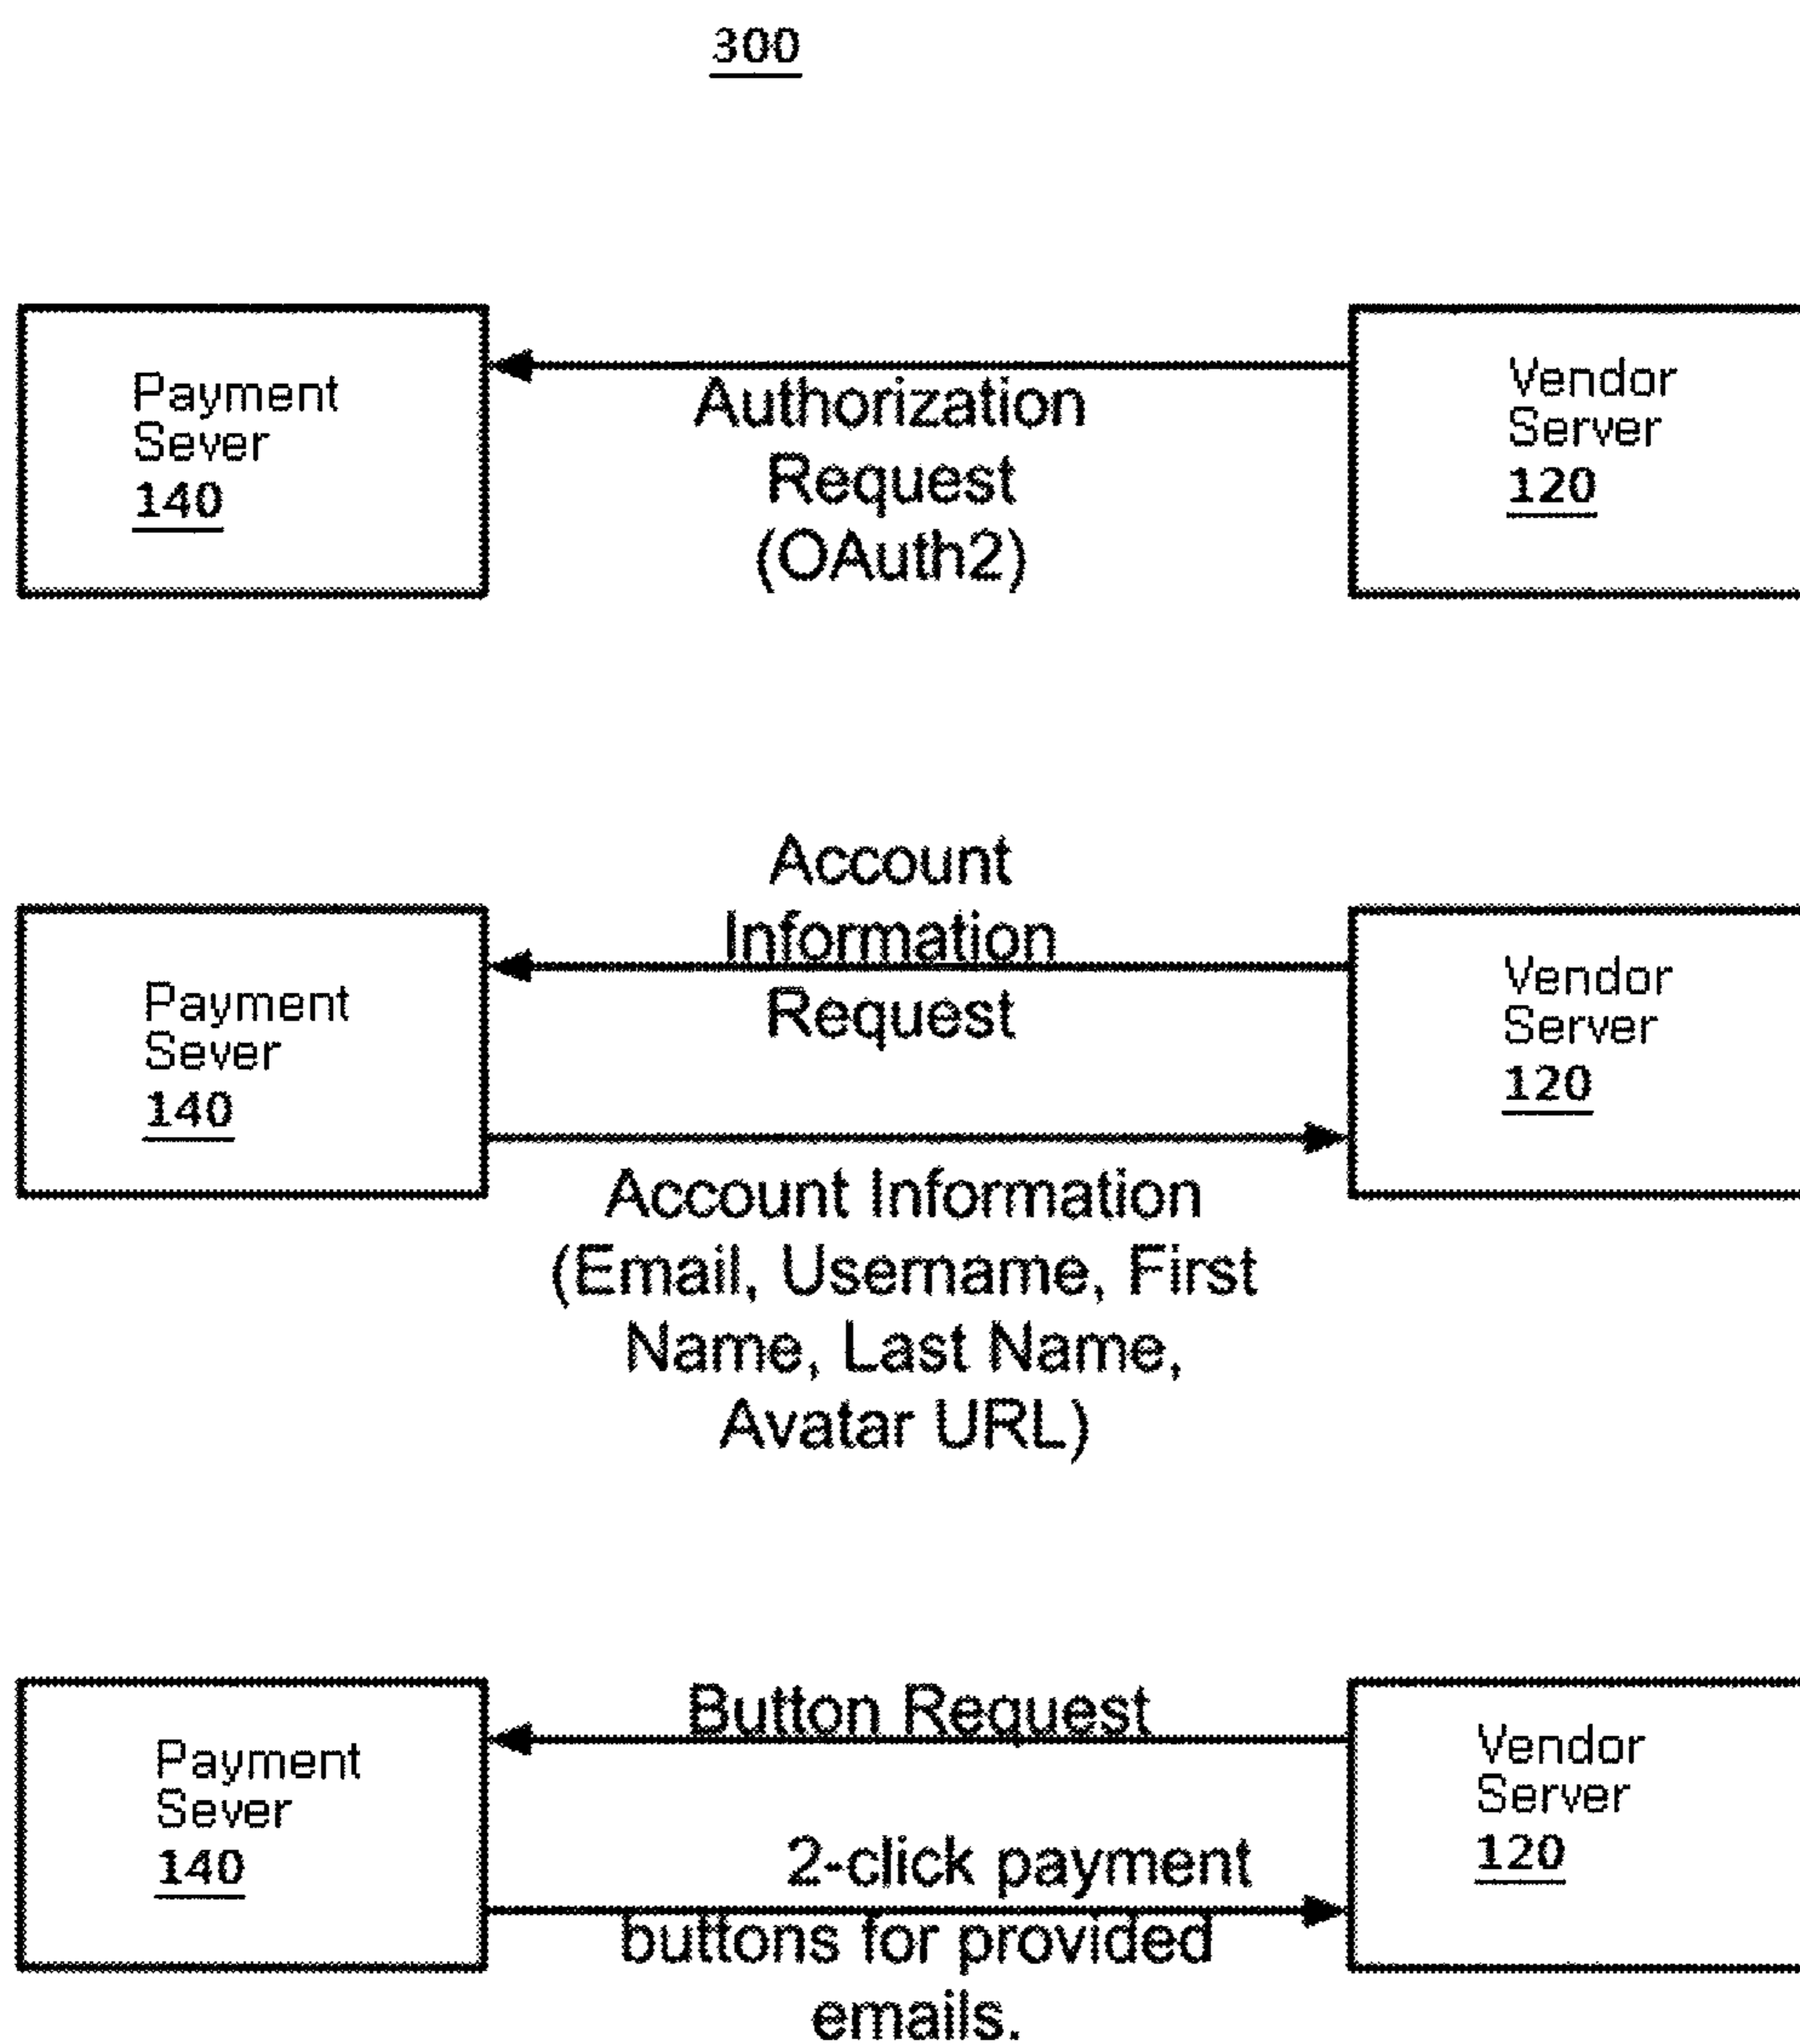 300
Payment
Sever
140
Authorization
Request
(OAuth2)
Vendor
Server
120
Payment
Sever
140
Account
Information
Request
Account Information
(Email, Username, First
Name, Last Name,
Avatar URL)
Vendor
Server
120
Payment
Sever
140
Button Request
2-click payment
buttons for provided
emails.
Vendor
Server
120